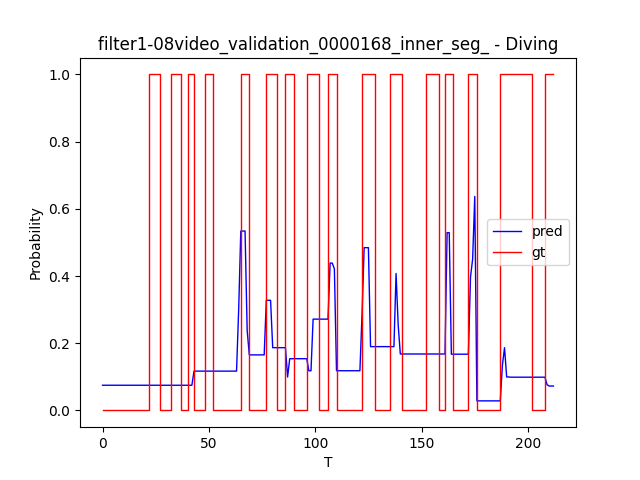 filter1-08video_validation_0000168_inner_seg_ - Diving
1.0
0.8
0.6
0.4
0.2
0.0
Probability
pred
gt
0
50
100
150
200
T